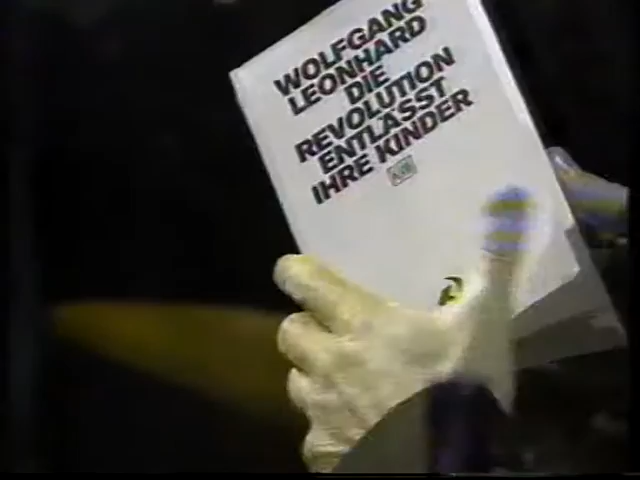 WOLFGANG
LEONHARD
DIE
REVOLUTION
ENTLÄSST
IHRE KINDER